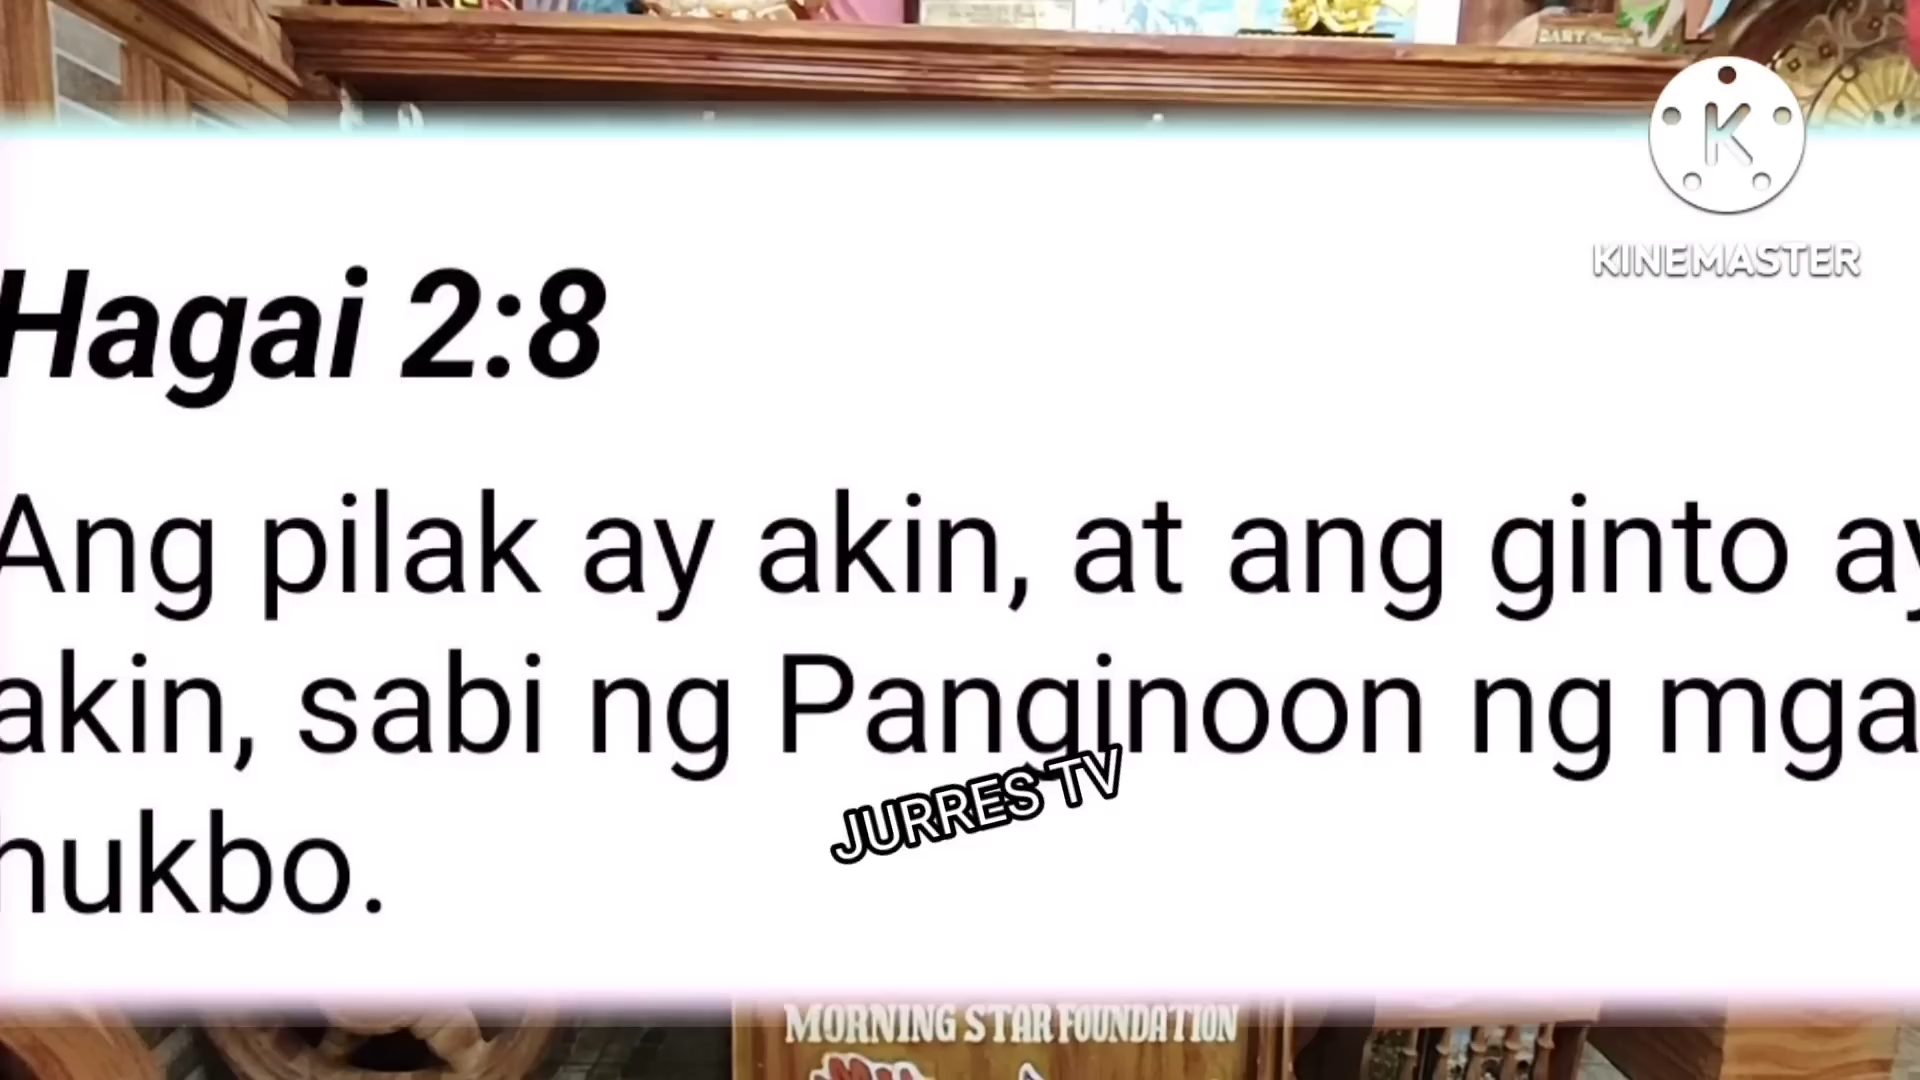 K
KINEMASTER
Hagai 2:8
Ang pilak ay akin, at ang ginto ay
akin, sabi ng Panginoon ng mga
hukbo.
JURRES TV
MORNING STAR FOUNDATION